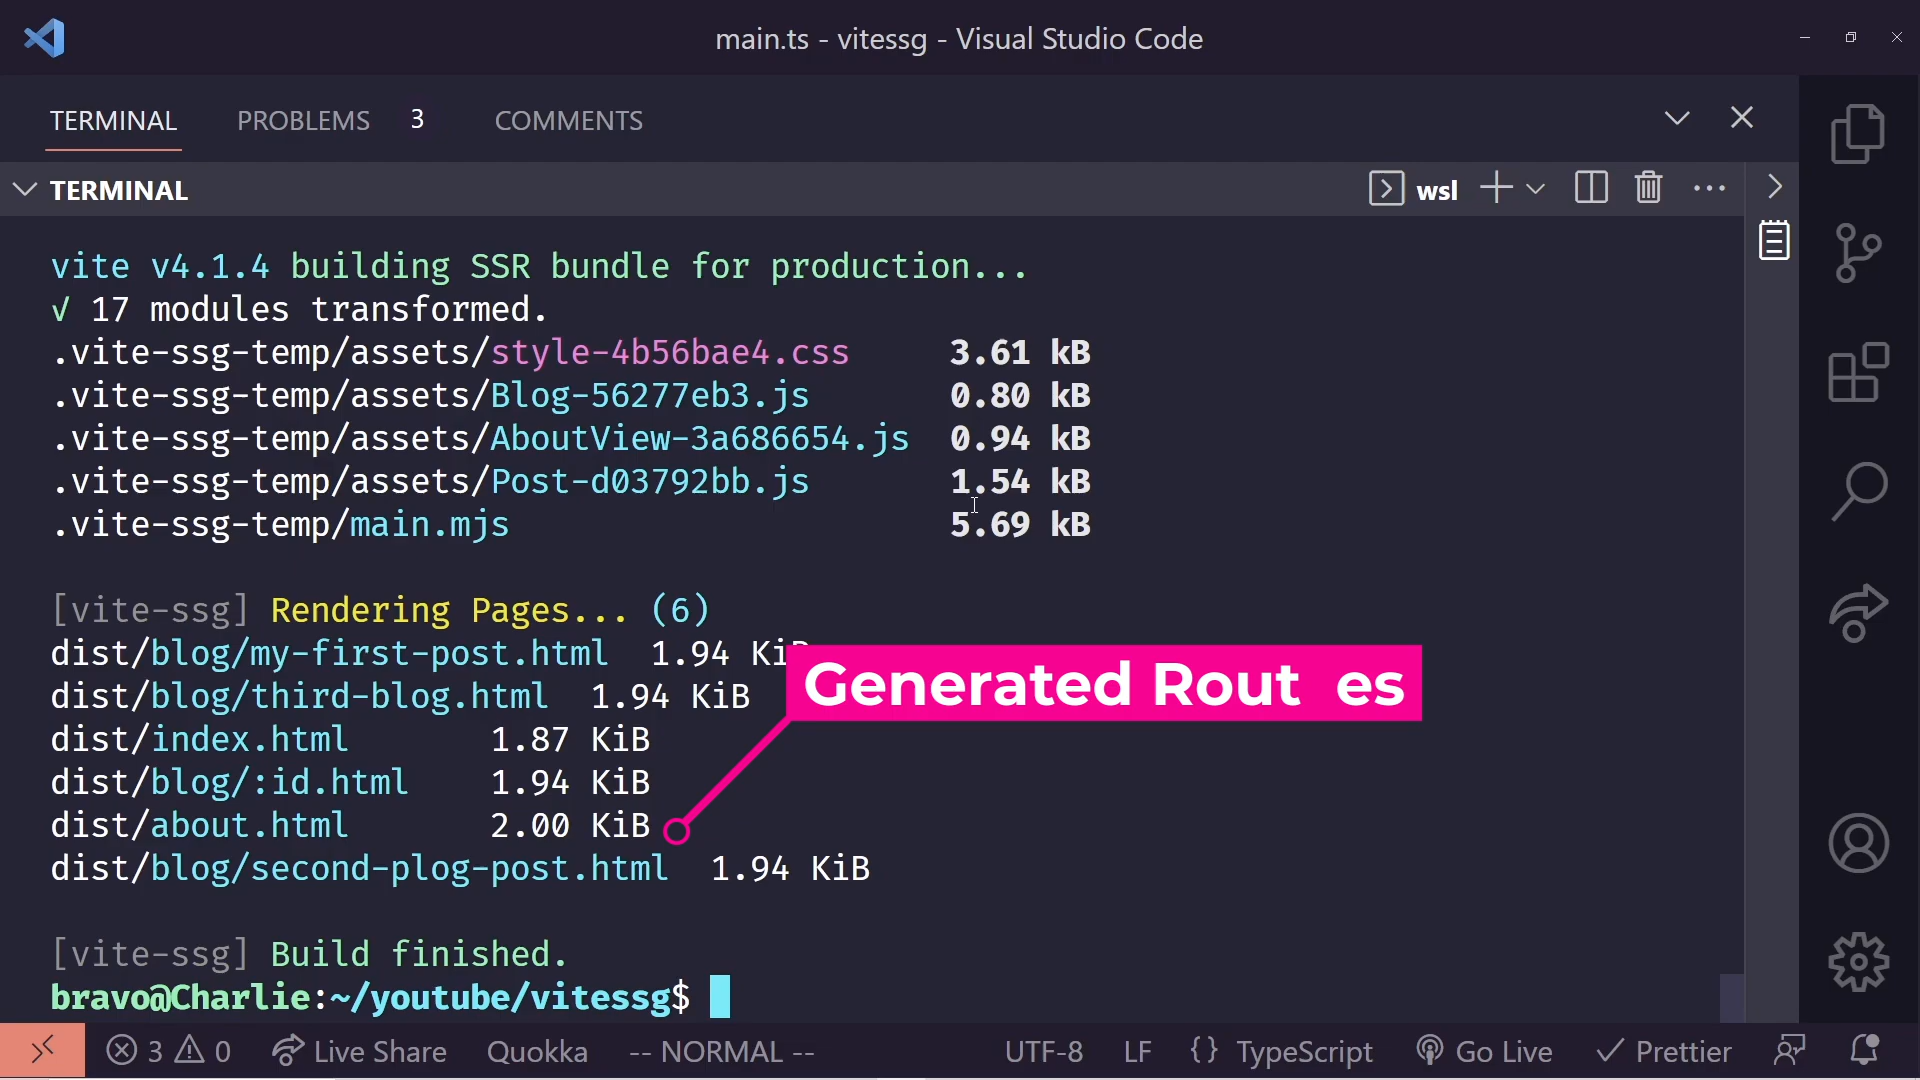 main.ts - vitessg - Visual Studio Code
TERMINAL PROBLEMS 3 COMMENTS
TERMINAL wsl
vite v4.1.4 building SSR bundle for production...
√ 17 modules transformed.
.vite-ssg-temp/assets/style-4b56bae4.css 3.61 kB
.vite-ssg-temp/assets/Blog-56277eb3.js 0.80 kB
.vite-ssg-temp/assets/AboutView-3a686654.js 0.94 kB
.vite-ssg-temp/assets/Post-d03792bb.js 1.54 kB
.vite-ssg-temp/main.mjs 5.69 kB
[vite-ssg] Rendering Pages... (6)
dist/blog/my-first-post.html 1.94 KiB
Generated Rout es
dist/blog/third-blog.html 1.94 KiB
dist/index.html 1.87 KiB
dist/blog/:id.html 1.94 KiB
dist/about.html 2.00 KiB
dist/blog/second-plog-post.html 1.94 KiB
[vite-ssg] Build finished.
bravo@Charlie:~/youtube/vitessg$
3 0 Live Share Quokka -- NORMAL -- UTF-8 LF {} TypeScript Go Live ✓ Prettier